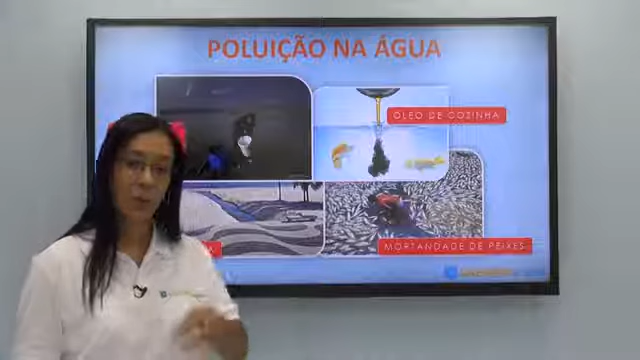 POLUIÇÃO NA ÁGUA
ÓLEO DE COZINHA
MORTANDADE DE PEIXES